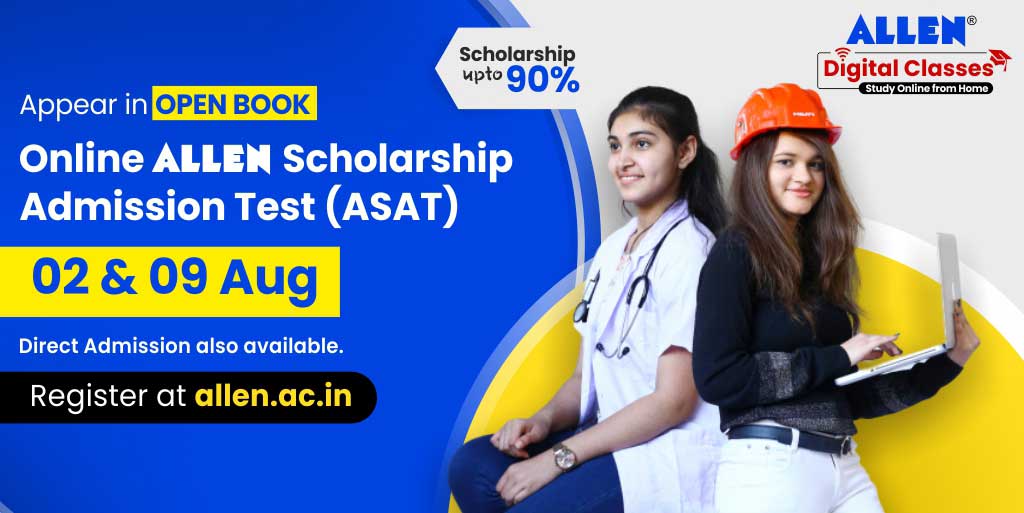 Scholarship
upto 90%
ALLEN®
Digital Classes
Study Online from Home
Appear in OPEN BOOK
Online ALLEN Scholarship
Admission Test (ASAT)
02 & 09 Aug
Direct Admission also available.
Register at allen.ac.in